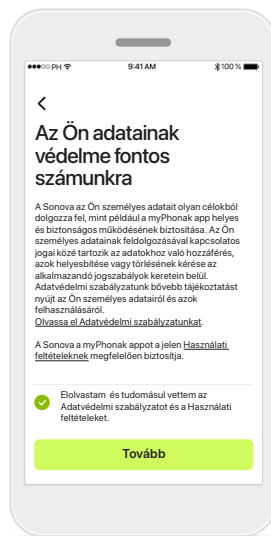 PH 9:41 AM 100 %
Az Ön adatainak
védelme fontos
számunkra
A Sonova az Ön személyes adatait olyan célokból
dolgozza fel, mint például a myPhonak app helyes
és biztonságos működésének biztosítása. Az Ön
személyes adatainak feldolgozásával kapcsolatos
jogai közé tartozik az adatokhoz való hozzáférés,
azok helyesbítése vagy törlésének kérése az
alkalmazandó jogszabályok keretein belül.
Adatvédelmi szabályzatunk bővebb tájékoztatást
nyújt az Ön személyes adatairól és azok
felhasználásáról.
Olvassa el Adatvédelmi szabályzatunkat.
A Sonova a myPhonak appot a jelen Használati
feltételeknek megfelelően biztosítja.
Elolvastam és tudomásul vettem az
Adatvédelmi szabályzatot és a Használati
feltételeket.
Tovább